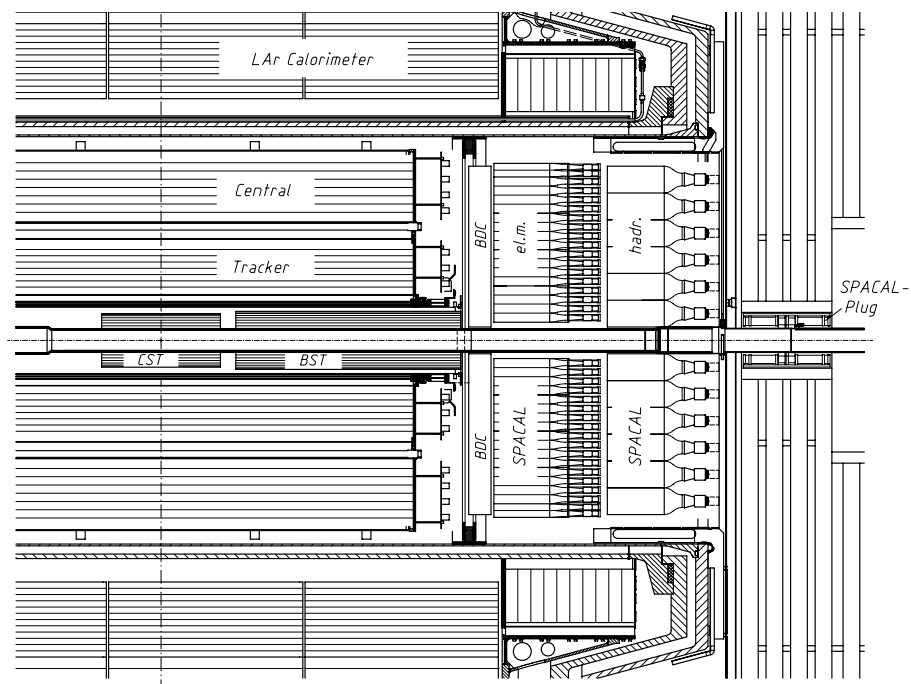 LAr Calorimeter
Central
Tracker
BDC
el.m.
hadr.
SPACAL-
Plug
CST
BST
BDC
SPACAL
SPACAL